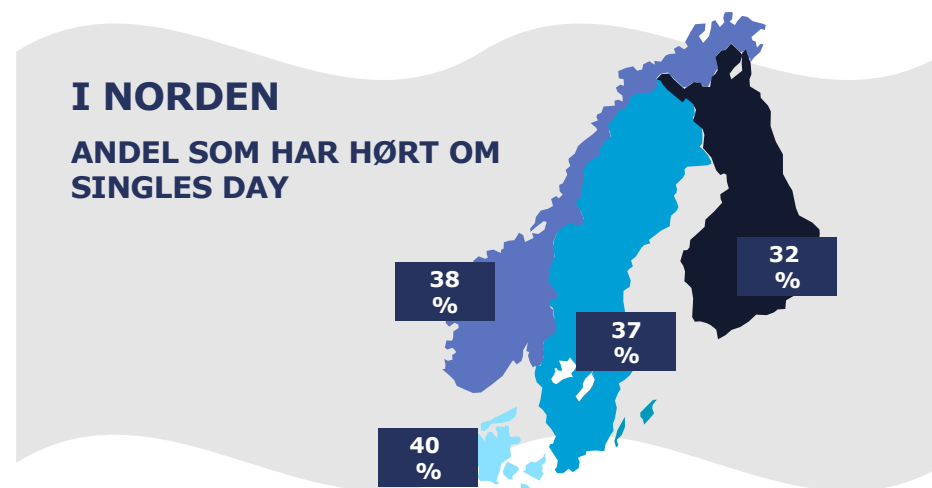 I NORDEN
ANDEL SOM HAR HØRT OM
SINGLES DAY
32
%
38
%
37
%
40
%